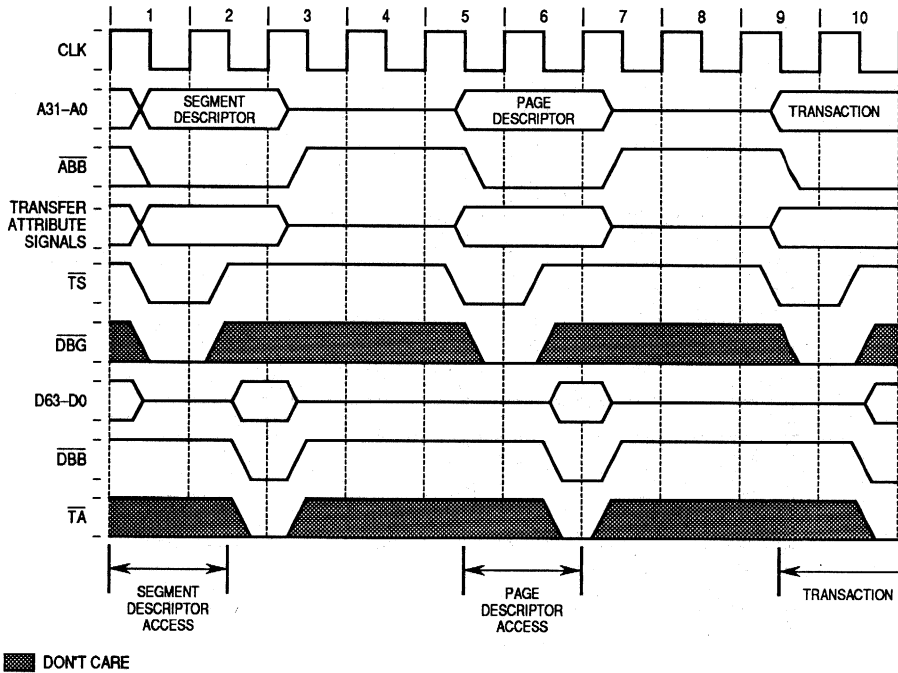 1 2 3 4 5 6 7 8 9 10
CLK
A31–A0
SEGMENT
DESCRIPTOR
PAGE
DESCRIPTOR
TRANSACTION
ABB
TRANSFER
ATTRIBUTE
SIGNALS
TS
DBG
D63–D0
DBB
TA
SEGMENT
DESCRIPTOR
ACCESS
PAGE
DESCRIPTOR
ACCESS
TRANSACTION
DON'T CARE